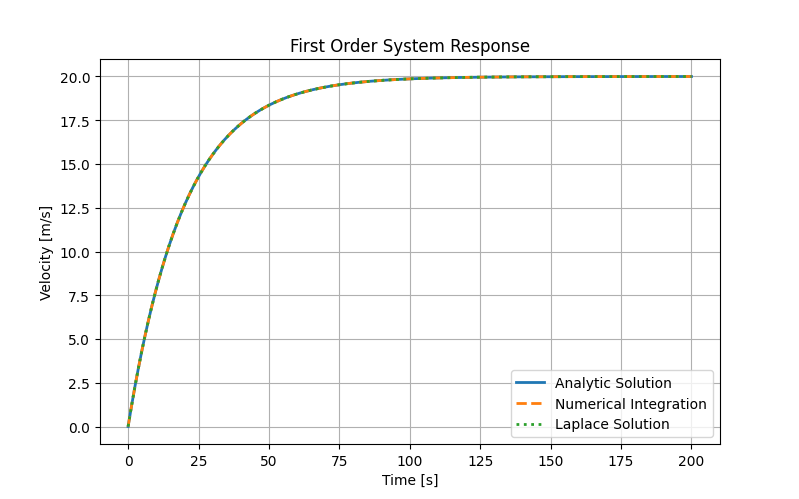 First Order System Response
Velocity [m/s]
20.0
17.5
15.0
12.5
10.0
7.5
5.0
2.5
0.0
Analytic Solution
Numerical Integration
Laplace Solution
0 25 50 75 100 125 150 175 200
Time [s]